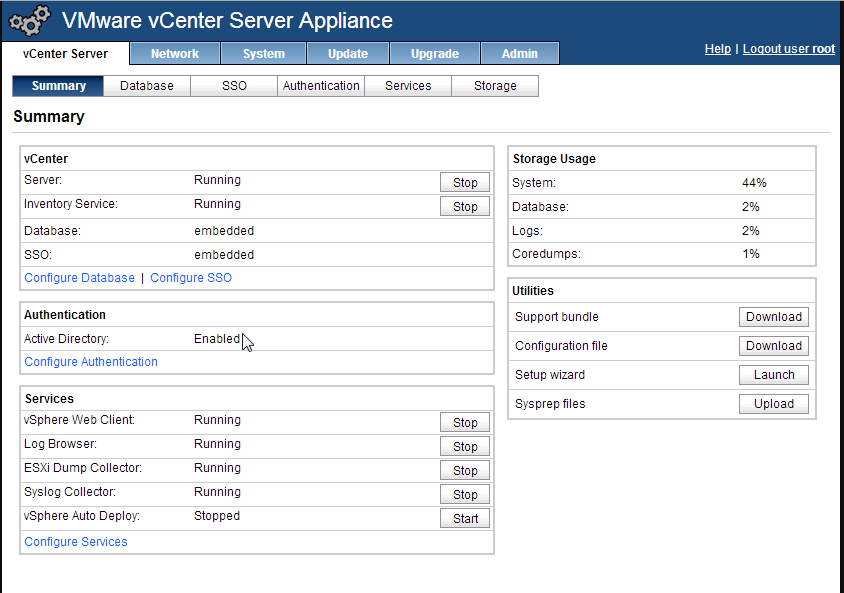 VMware vCenter Server Appliance
vCenter Server Network System Update Upgrade Admin Help | Logout user root
Summary Database SSO Authentication Services Storage
Summary
vCenter
Server: Running Stop
Inventory Service: Running Stop
Database: embedded
SSO: embedded
Configure Database | Configure SSO
Authentication
Active Directory: Enabled
Configure Authentication
Services
vSphere Web Client: Running Stop
Log Browser: Running Stop
ESXi Dump Collector: Running Stop
Syslog Collector: Running Stop
vSphere Auto Deploy: Stopped Start
Configure Services
Storage Usage
System: 44%
Database: 2%
Logs: 2%
Coredumps: 1%
Utilities
Support bundle Download
Configuration file Download
Setup wizard Launch
Sysprep files Upload